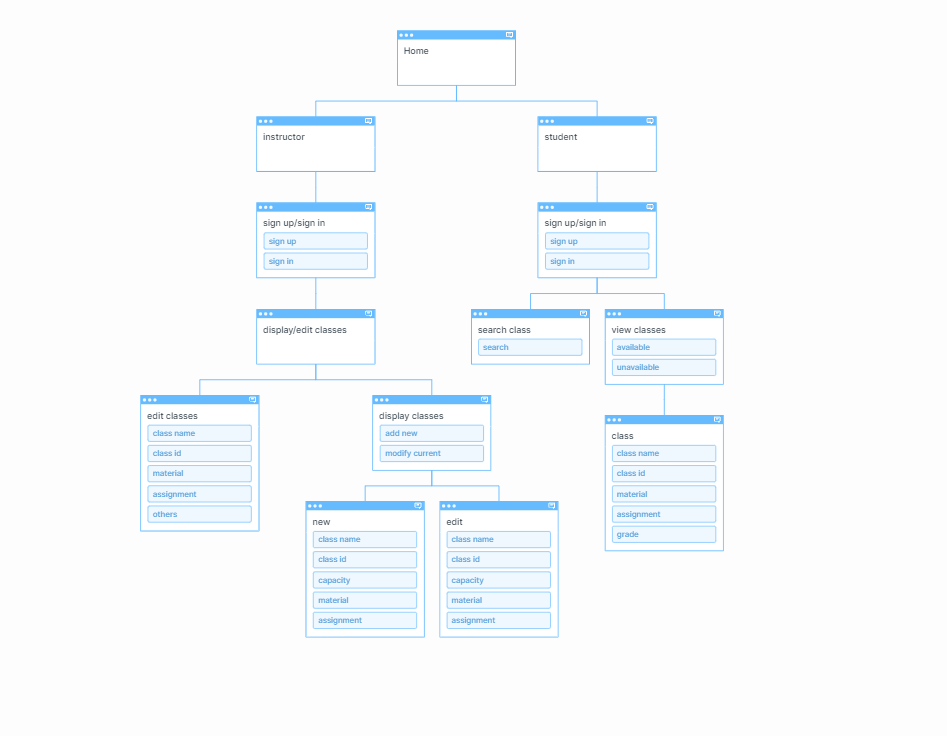 Home
instructor
student
sign up/sign in
sign up
sign in
sign up/sign in
sign up
sign in
display/edit classes
search class
search
view classes
available
unavailable
edit classes
class name
class id
material
assignment
others
display classes
add new
modify current
class
class name
class id
material
assignment
grade
new
class name
class id
capacity
material
assignment
edit
class name
class id
capacity
material
assignment